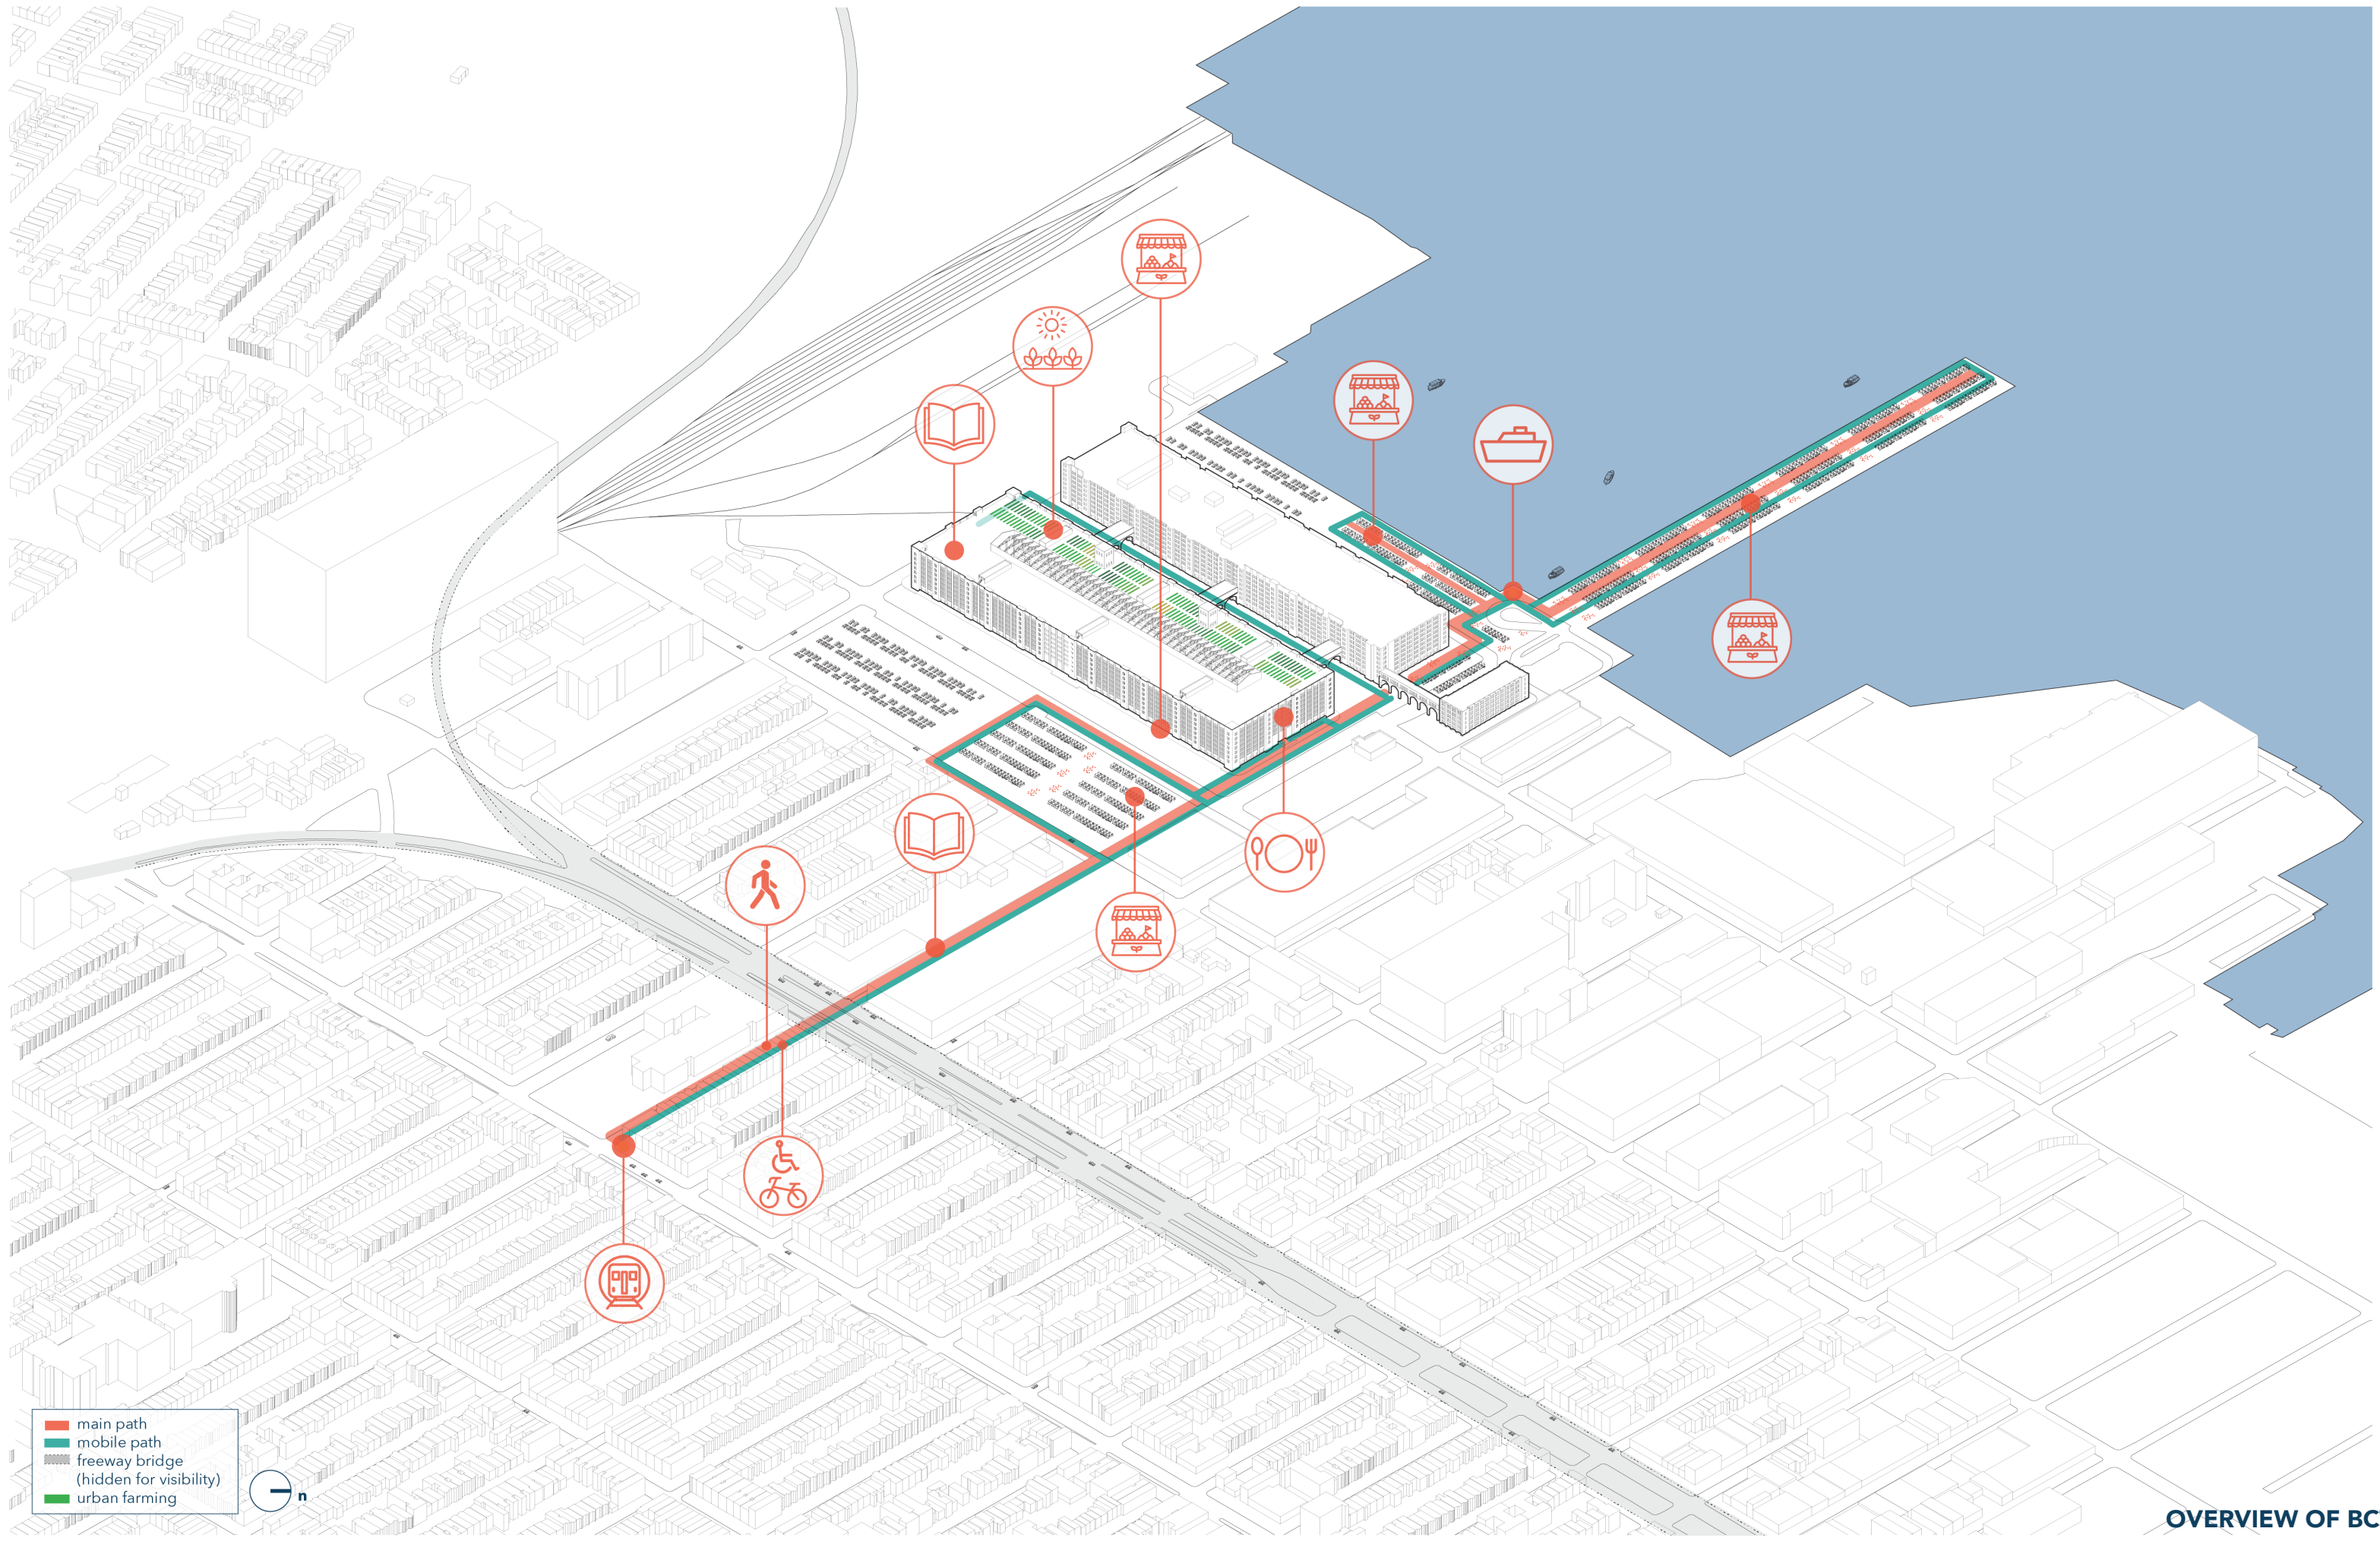 main path
mobile path
freeway bridge
(hidden for visibility)
urban farming
n
OVERVIEW OF BC